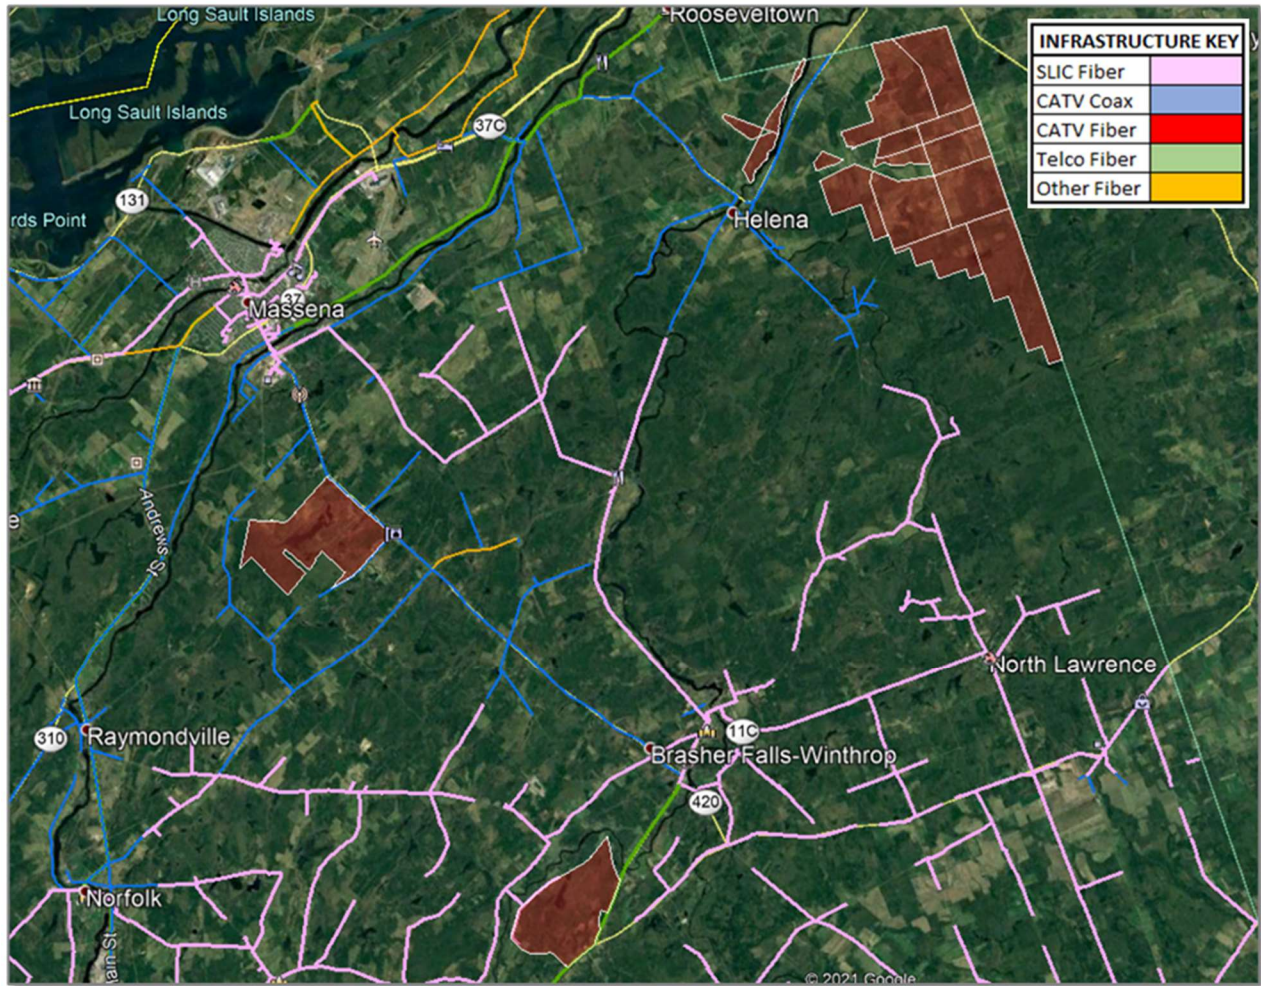 Long Sault Islands
Rooseveltown
INFRASTRUCTURE KEY
SLIC Fiber
CATV Coax
CATV Fiber
Telco Fiber
Other Fiber
Long Sault Islands
37C
131
rds Point
Helena
37
Massena
Andrews St
North Lawrence
310
Raymondville
11C
Brasher Falls-Winthrop
420
Norfolk
ain St
© 2021 Google